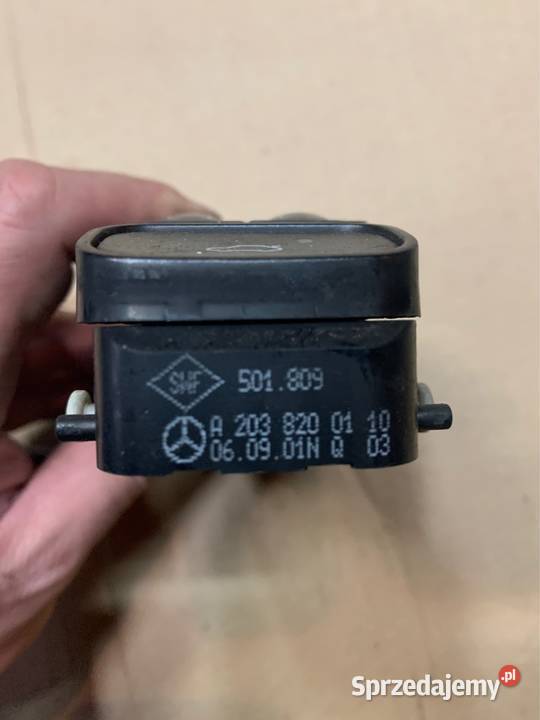 SWF 501.809
A 203 820 01 10
06.09.01N Q 03
Sprzedajemy.pl